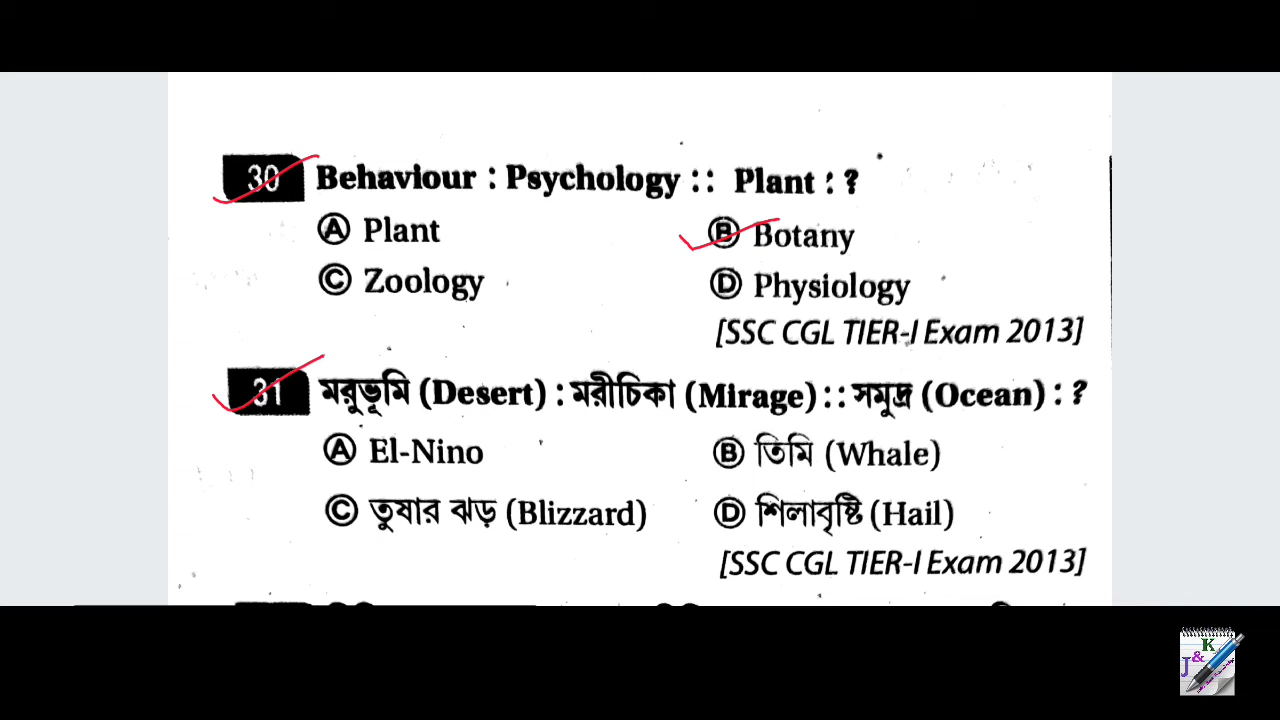 30 Behaviour : Psychology : : Plant : ?
Ⓐ Plant Ⓑ Botany
Ⓒ Zoology Ⓓ Physiology
[SSC CGL TIER-I Exam 2013]
31 মরুভূমি (Desert) : মরীচিকা (Mirage) : : সমুদ্র (Ocean) : ?
Ⓐ El-Nino Ⓑ তিমি (Whale)
Ⓒ তুষার ঝড় (Blizzard) Ⓓ শিলাবৃষ্টি (Hail)
[SSC CGL TIER-I Exam 2013]
J & K